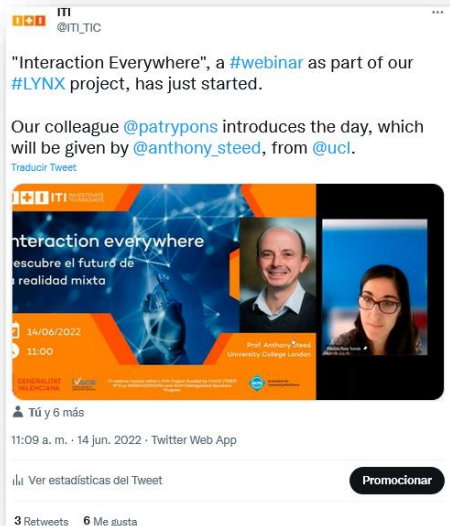 ITI
@ITI_TIC
"Interaction Everywhere", a #webinar as part of our
#LYNX project, has just started.
Our colleague @patrypons introduces the day, which
will be given by @anthony_steed, from @ucl.
Traducir Tweet
ITI INVESTIGATE TO INNOVATE
nteraction everywhere
escubre el futuro de
realidad mixta
14/06/2022
11:00
Prof. Anthony Steed
University College London
GENERALITAT
VALENCIANA
Tú y 6 más
11:09 a. m. · 14 jun. 2022 · Twitter Web App
Ver estadísticas del Tweet
Promocionar
3 Retweets 6 Me gusta